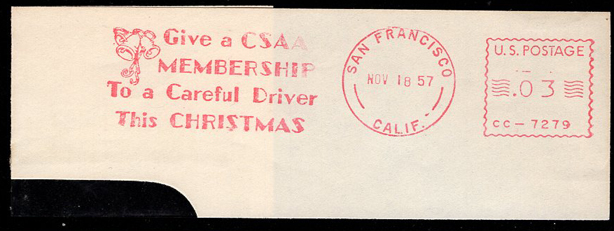 Give a CSAA
MEMBERSHIP
To a Careful Driver
This CHRISTMAS
SAN FRANCISCO
NOV 18 57
CALIF.
U.S. POSTAGE
.03
CC-7279